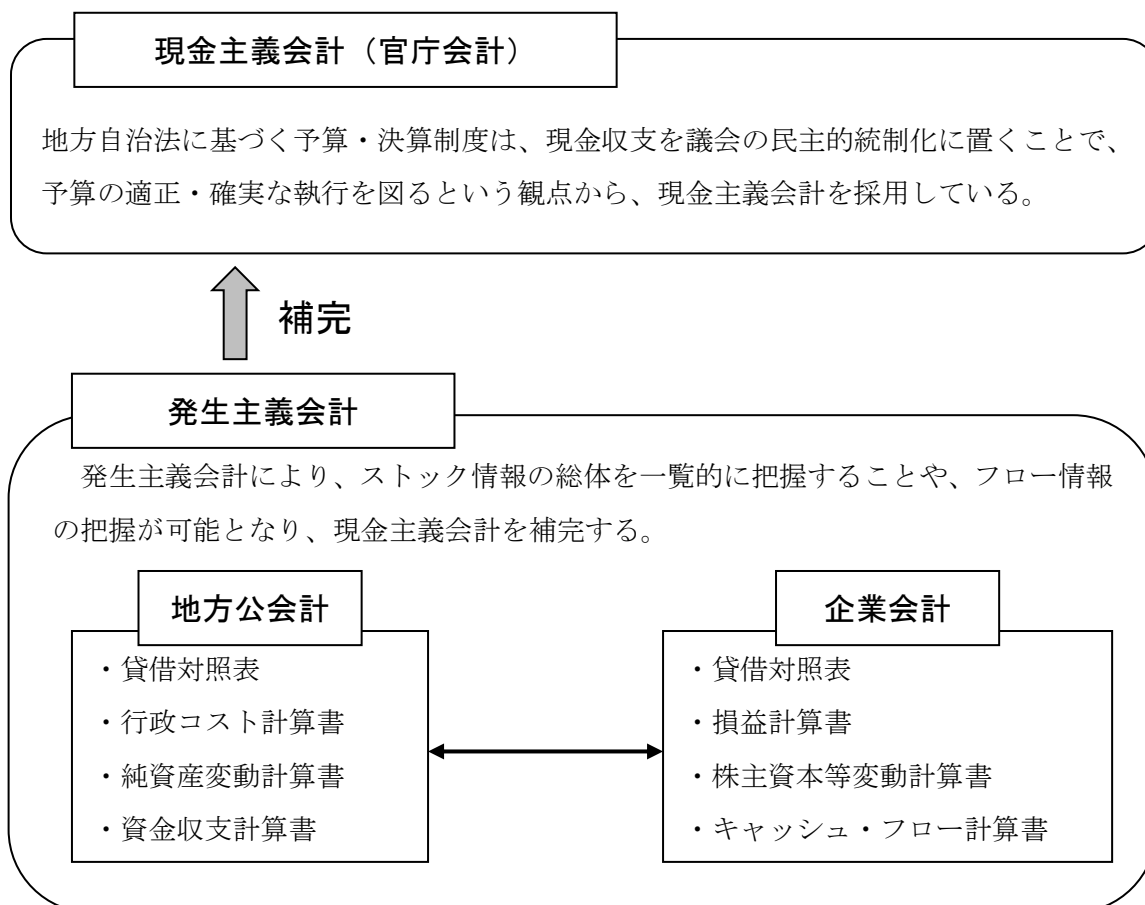 現金主義会計（官庁会計）
地方自治法に基づく予算・決算制度は、現金収支を議会の民主的統制化に置くことで、
予算の適正・確実な執行を図るという観点から、現金主義会計を採用している。
補完
発生主義会計
発生主義会計により、ストック情報の総体を一覧的に把握することや、フロー情報
の把握が可能となり、現金主義会計を補完する。
地方公会計
・貸借対照表
・行政コスト計算書
・純資産変動計算書
・資金収支計算書
企業会計
・貸借対照表
・損益計算書
・株主資本等変動計算書
・キャッシュ・フロー計算書